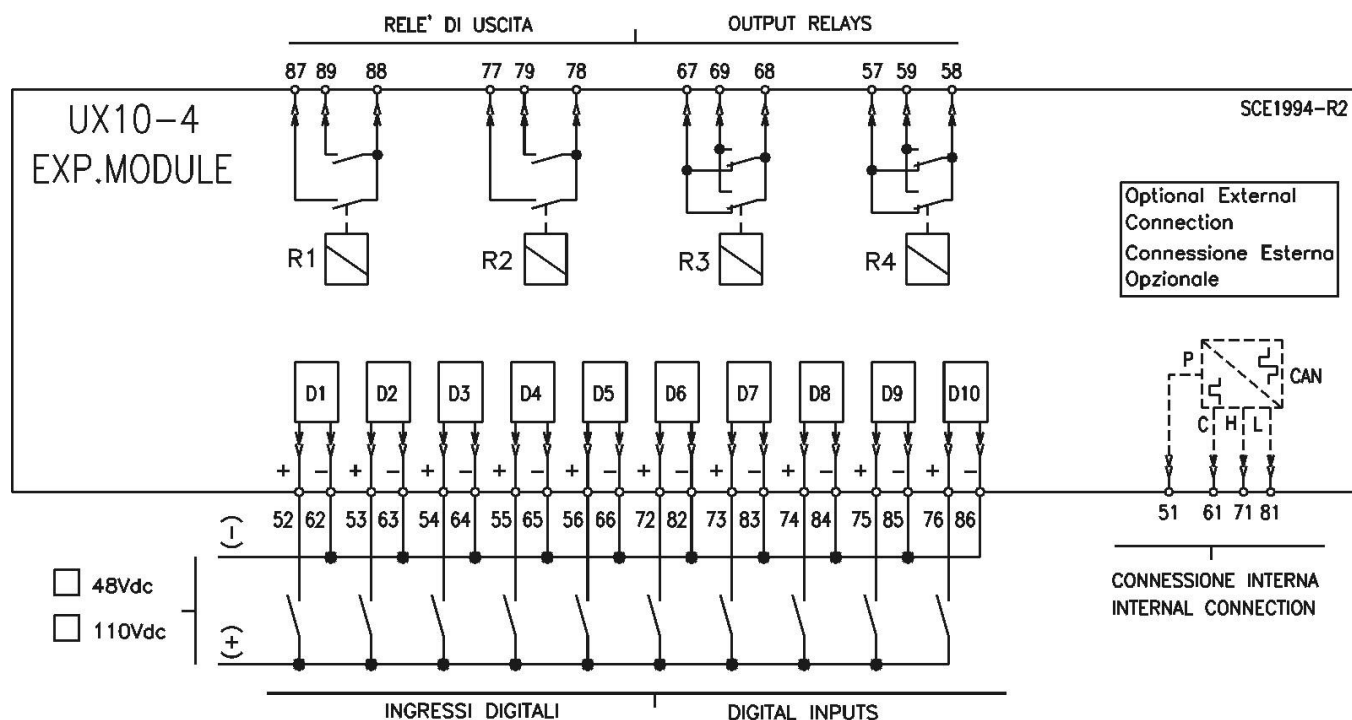 RELE' DI USCITA OUTPUT RELAYS
87 89 88 77 79 78 67 69 68 57 59 58
UX10-4
EXP.MODULE
SCE1994-R2
Optional External
Connection
Connessione Esterna
Opzionale
R1 R2 R3 R4
D1 D2 D3 D4 D5 D6 D7 D8 D9 D10
P CAN
C H L
+ − + − + − + − + − + − + − + − + − + −
52 62 53 63 54 64 55 65 56 66 72 82 73 83 74 84 75 85 76 86
51 61 71 81
(−)
48Vdc
110Vdc
(+)
CONNESSIONE INTERNA
INTERNAL CONNECTION
INGRESSI DIGITALI DIGITAL INPUTS